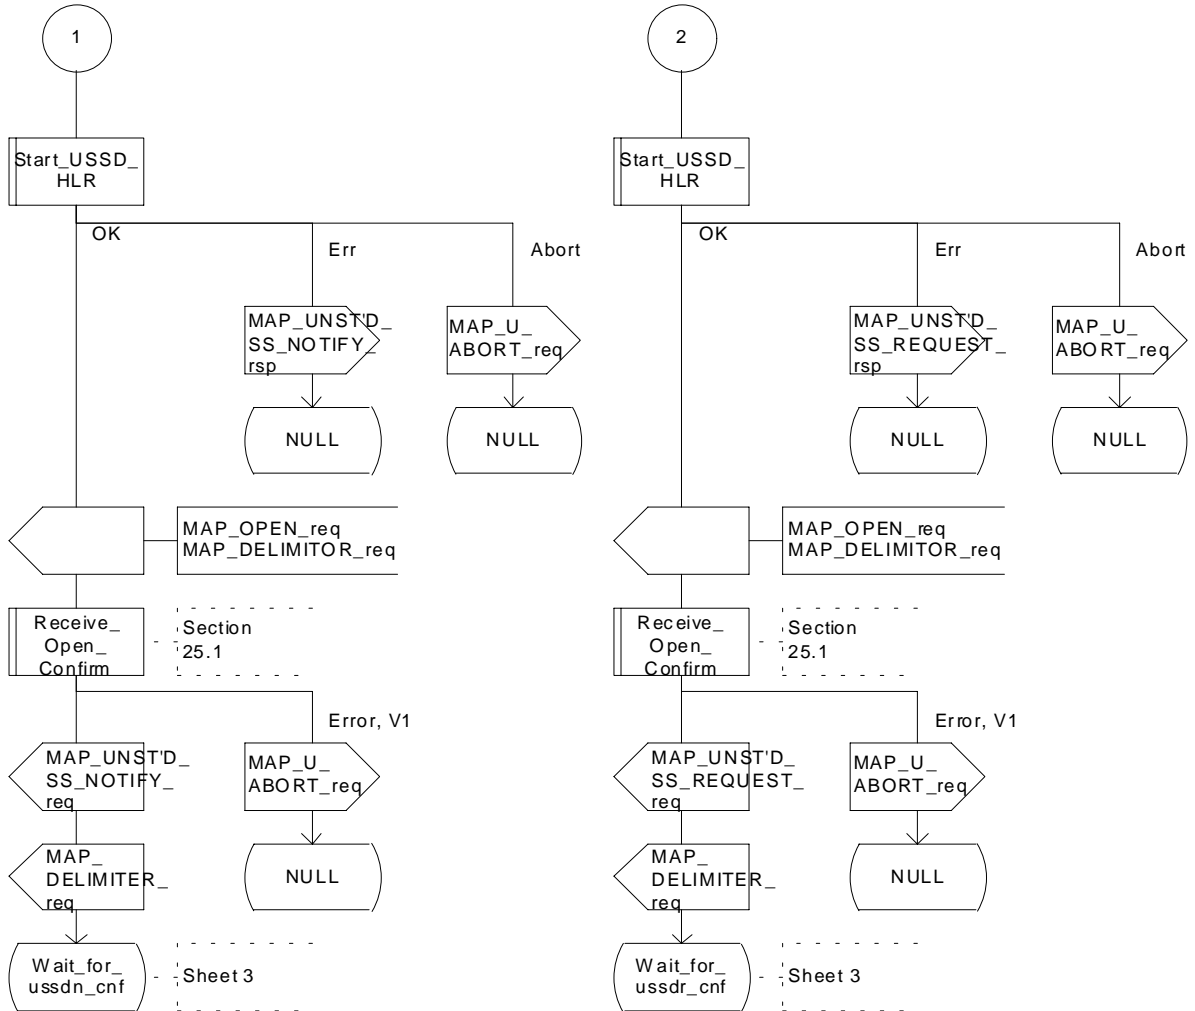 1
Start_USSD_
HLR
OK
Err
Abort
MAP_UNST'D_
SS_NOTIFY_
rsp
MAP_U_
ABORT_req
NULL
NULL
MAP_OPEN_req
MAP_DELIMITOR_req
Receive_
Open_
Confirm
Section
25.1
Error, V1
MAP_UNST'D_
SS_NOTIFY_
req
MAP_U_
ABORT_req
MAP_
DELIMITER_
req
NULL
Wait_for_
ussdn_cnf
Sheet 3
2
Start_USSD_
HLR
OK
Err
Abort
MAP_UNST'D_
SS_REQUEST_
rsp
MAP_U_
ABORT_req
NULL
NULL
MAP_OPEN_req
MAP_DELIMITOR_req
Receive_
Open_
Confirm
Section
25.1
Error, V1
MAP_UNST'D_
SS_REQUEST_
req
MAP_U_
ABORT_req
MAP_
DELIMITER_
req
NULL
Wait_for_
ussdr_cnf
Sheet 3